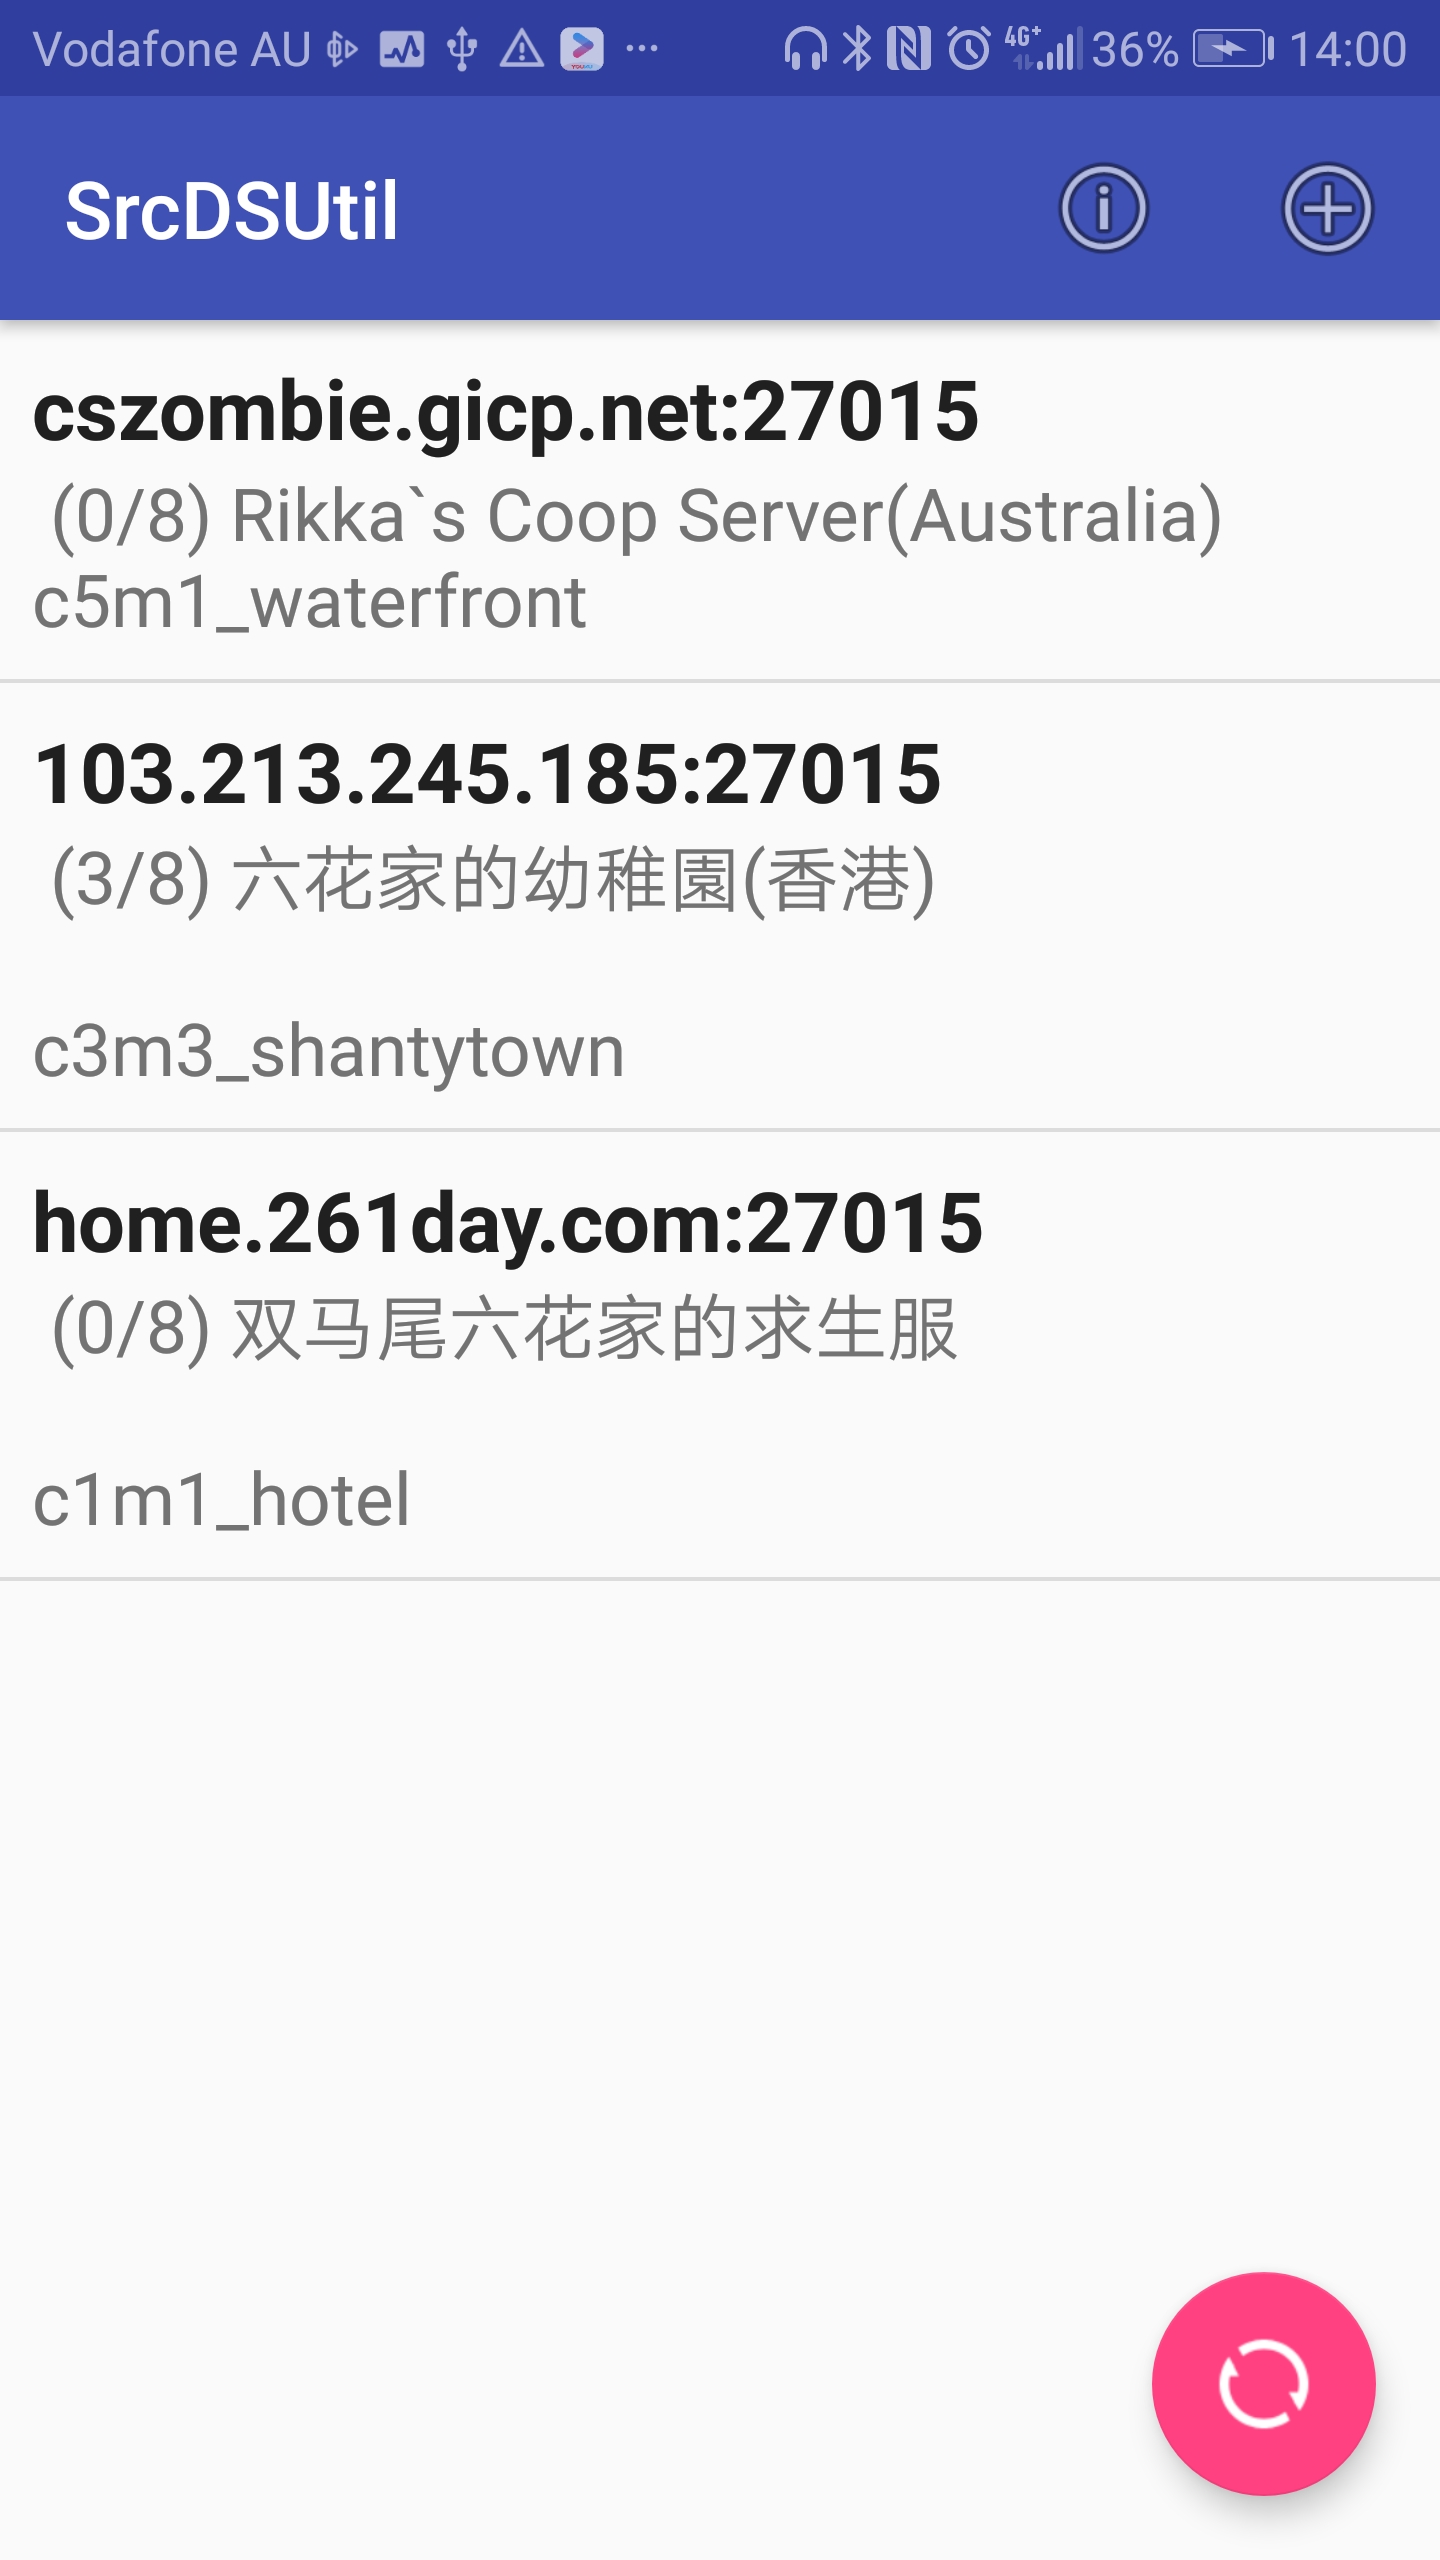 Vodafone AU 4G+ 36% 14:00
SrcDSUtil
cszombie.gicp.net:27015
(0/8) Rikka`s Coop Server(Australia)
c5m1_waterfront
103.213.245.185:27015
(3/8) 六花家的幼稚園(香港)
c3m3_shantytown
home.261day.com:27015
(0/8) 双马尾六花家的求生服
c1m1_hotel